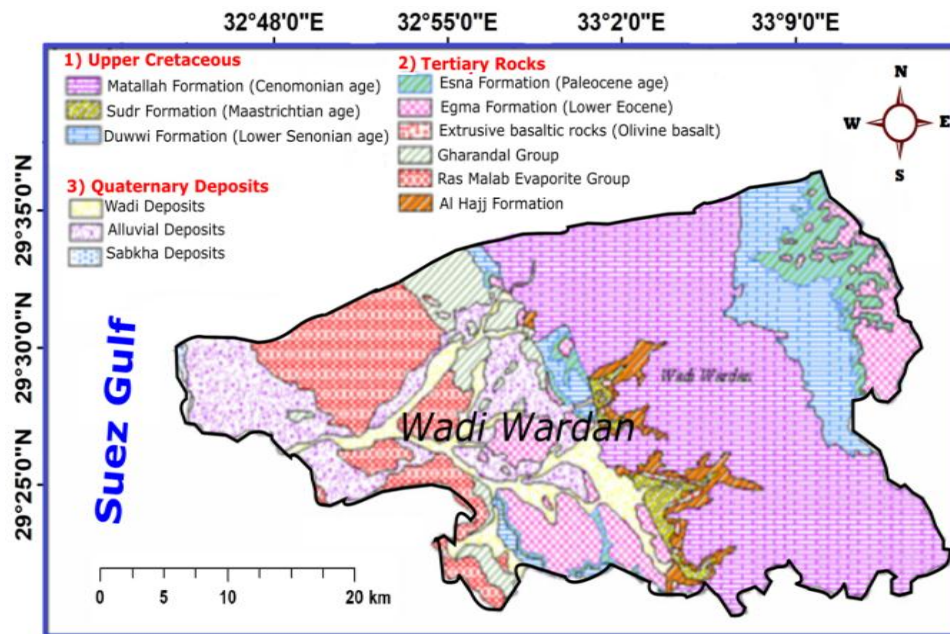 32°48'0"E 32°55'0"E 33°2'0"E 33°9'0"E
1) Upper Cretaceous
Matallah Formation (Cenomonian age)
Sudr Formation (Maastrichtian age)
Duwwi Formation (Lower Senonian age)
3) Quaternary Deposits
Wadi Deposits
Alluvial Deposits
Sabkha Deposits
2) Tertiary Rocks
Esna Formation (Paleocene age)
Egma Formation (Lower Eocene)
Extrusive basaltic rocks (Olivine basalt)
Gharandal Group
Ras Malab Evaporite Group
Al Hajj Formation
N
W E
S
29°35'0"N
29°30'0"N
29°25'0"N
Suez Gulf
Wadi Wardan
Wadi Wardan
0 5 10 20 km